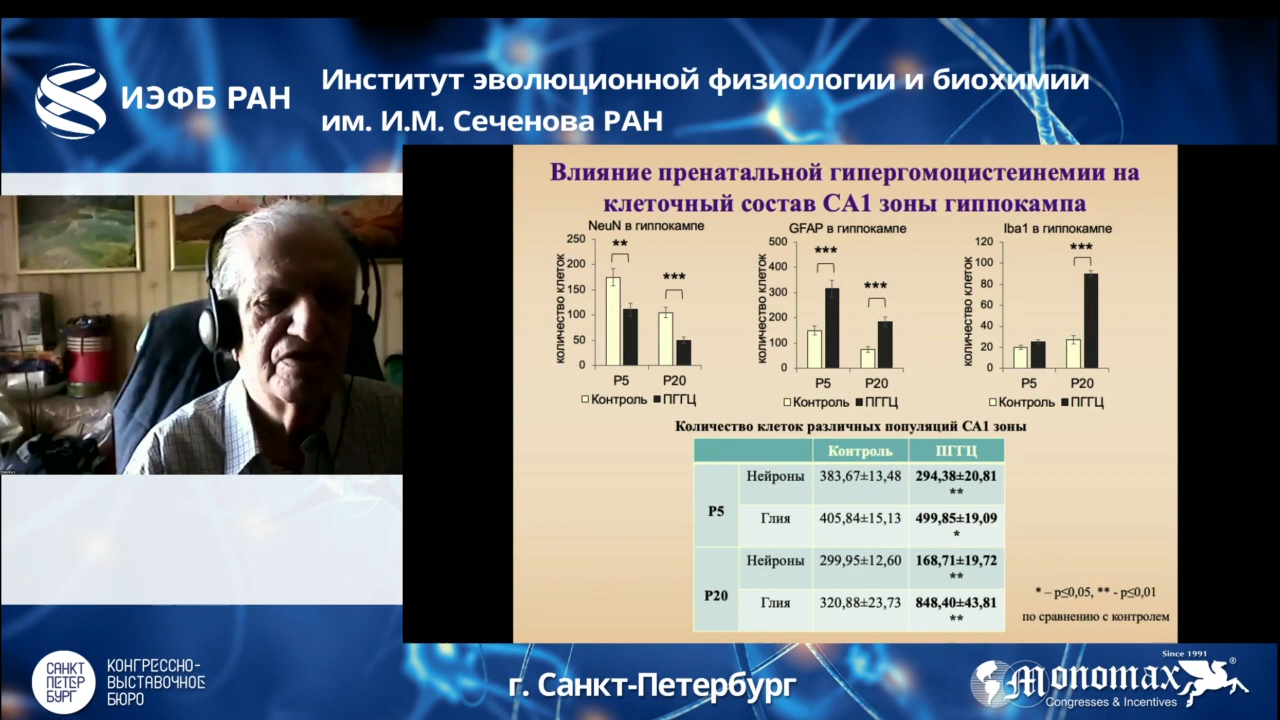 ИЭФБ РАН
Институт эволюционной физиологии и биохимии
им. И.М. Сеченова РАН
Влияние пренатальной гипергомоцистеинемии на
клеточный состав СА1 зоны гиппокампа
NeuN в гиппокампе
количество клеток
250
200
150
100
50
0
**
***
P5 P20
Контроль ПГГЦ
GFAP в гиппокампе
количество клеток
500
400
300
200
100
0
***
***
P5 P20
Контроль ПГГЦ
Iba1 в гиппокампе
количество клеток
120
100
80
60
40
20
0
***
P5 P20
Контроль ПГГЦ
Количество клеток различных популяций СА1 зоны
Контроль ПГГЦ
P5 Нейроны 383,67±13,48 294,38±20,81
**
Глия 405,84±15,13 499,85±19,09
*
P20 Нейроны 299,95±12,60 168,71±19,72
**
Глия 320,88±23,73 848,40±43,81
**
* – p≤0,05, ** - p≤0,01
по сравнению с контролем
САНКТ
ПЕТЕР
БУРГ
КОНГРЕССНО-
ВЫСТАВОЧНОЕ
БЮРО
г. Санкт-Петербург
Since 1991
Monomax®
Congresses & Incentives